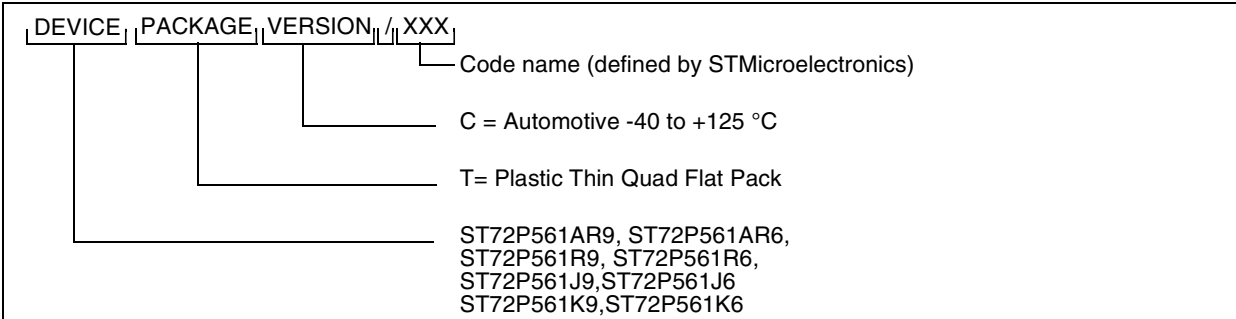 DEVICE PACKAGE VERSION / XXX
Code name (defined by STMicroelectronics)
C = Automotive -40 to +125 °C
T= Plastic Thin Quad Flat Pack
ST72P561AR9, ST72P561AR6,
ST72P561R9, ST72P561R6,
ST72P561J9,ST72P561J6
ST72P561K9,ST72P561K6